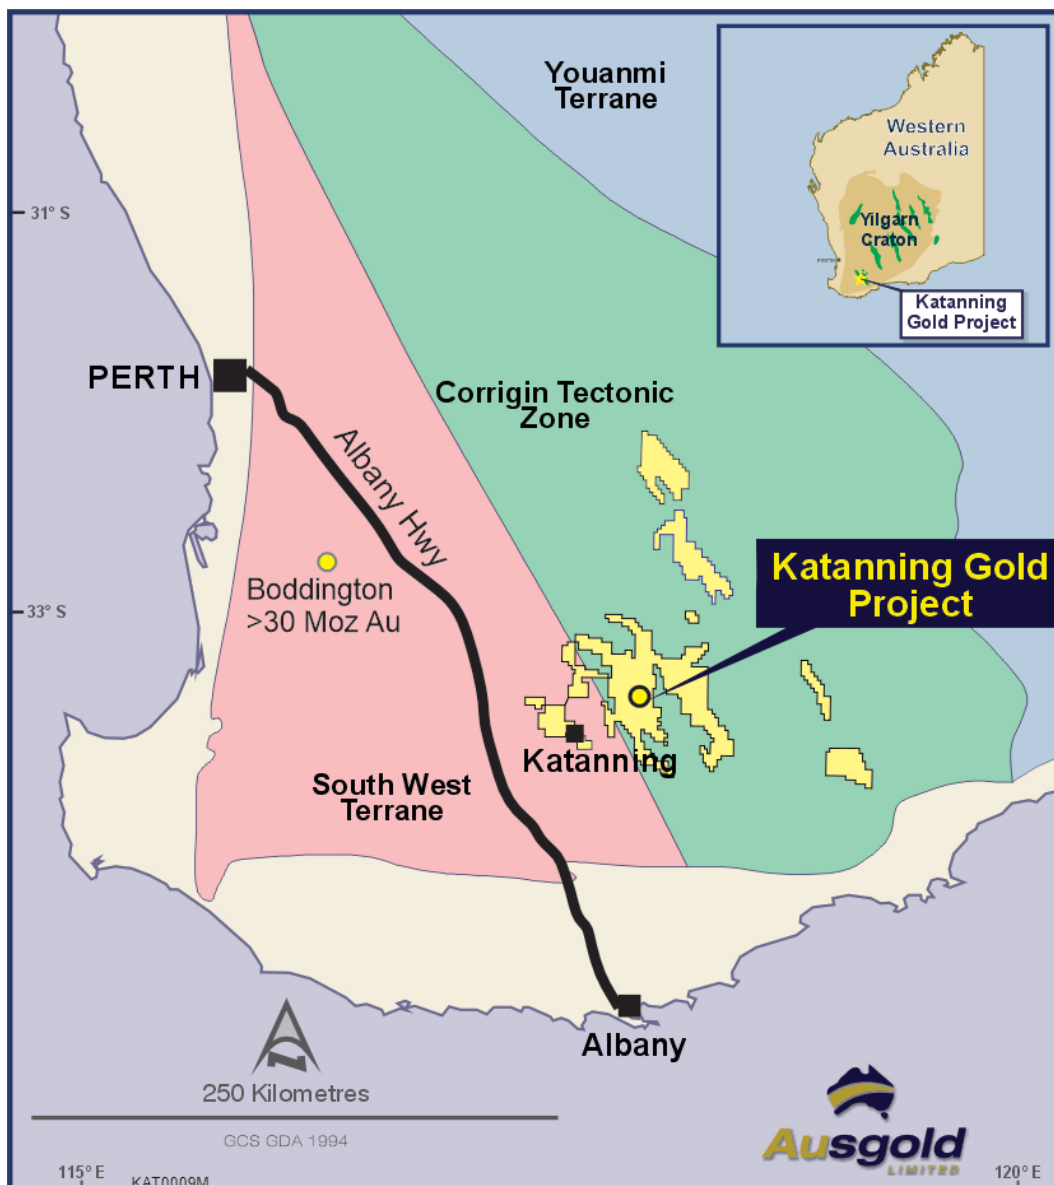 Youanmi
Terrane
Western
Australia
Yilgarn
Craton
Katanning
Gold Project
31° S
PERTH
Corrigin Tectonic
Zone
Albany Hwy
Boddington
>30 Moz Au
33° S
Katanning Gold
Project
Katanning
South West
Terrane
Albany
N
250 Kilometres
GCS GDA 1994
Ausgold
LIMITED
115° E
KAT0009M
120° E